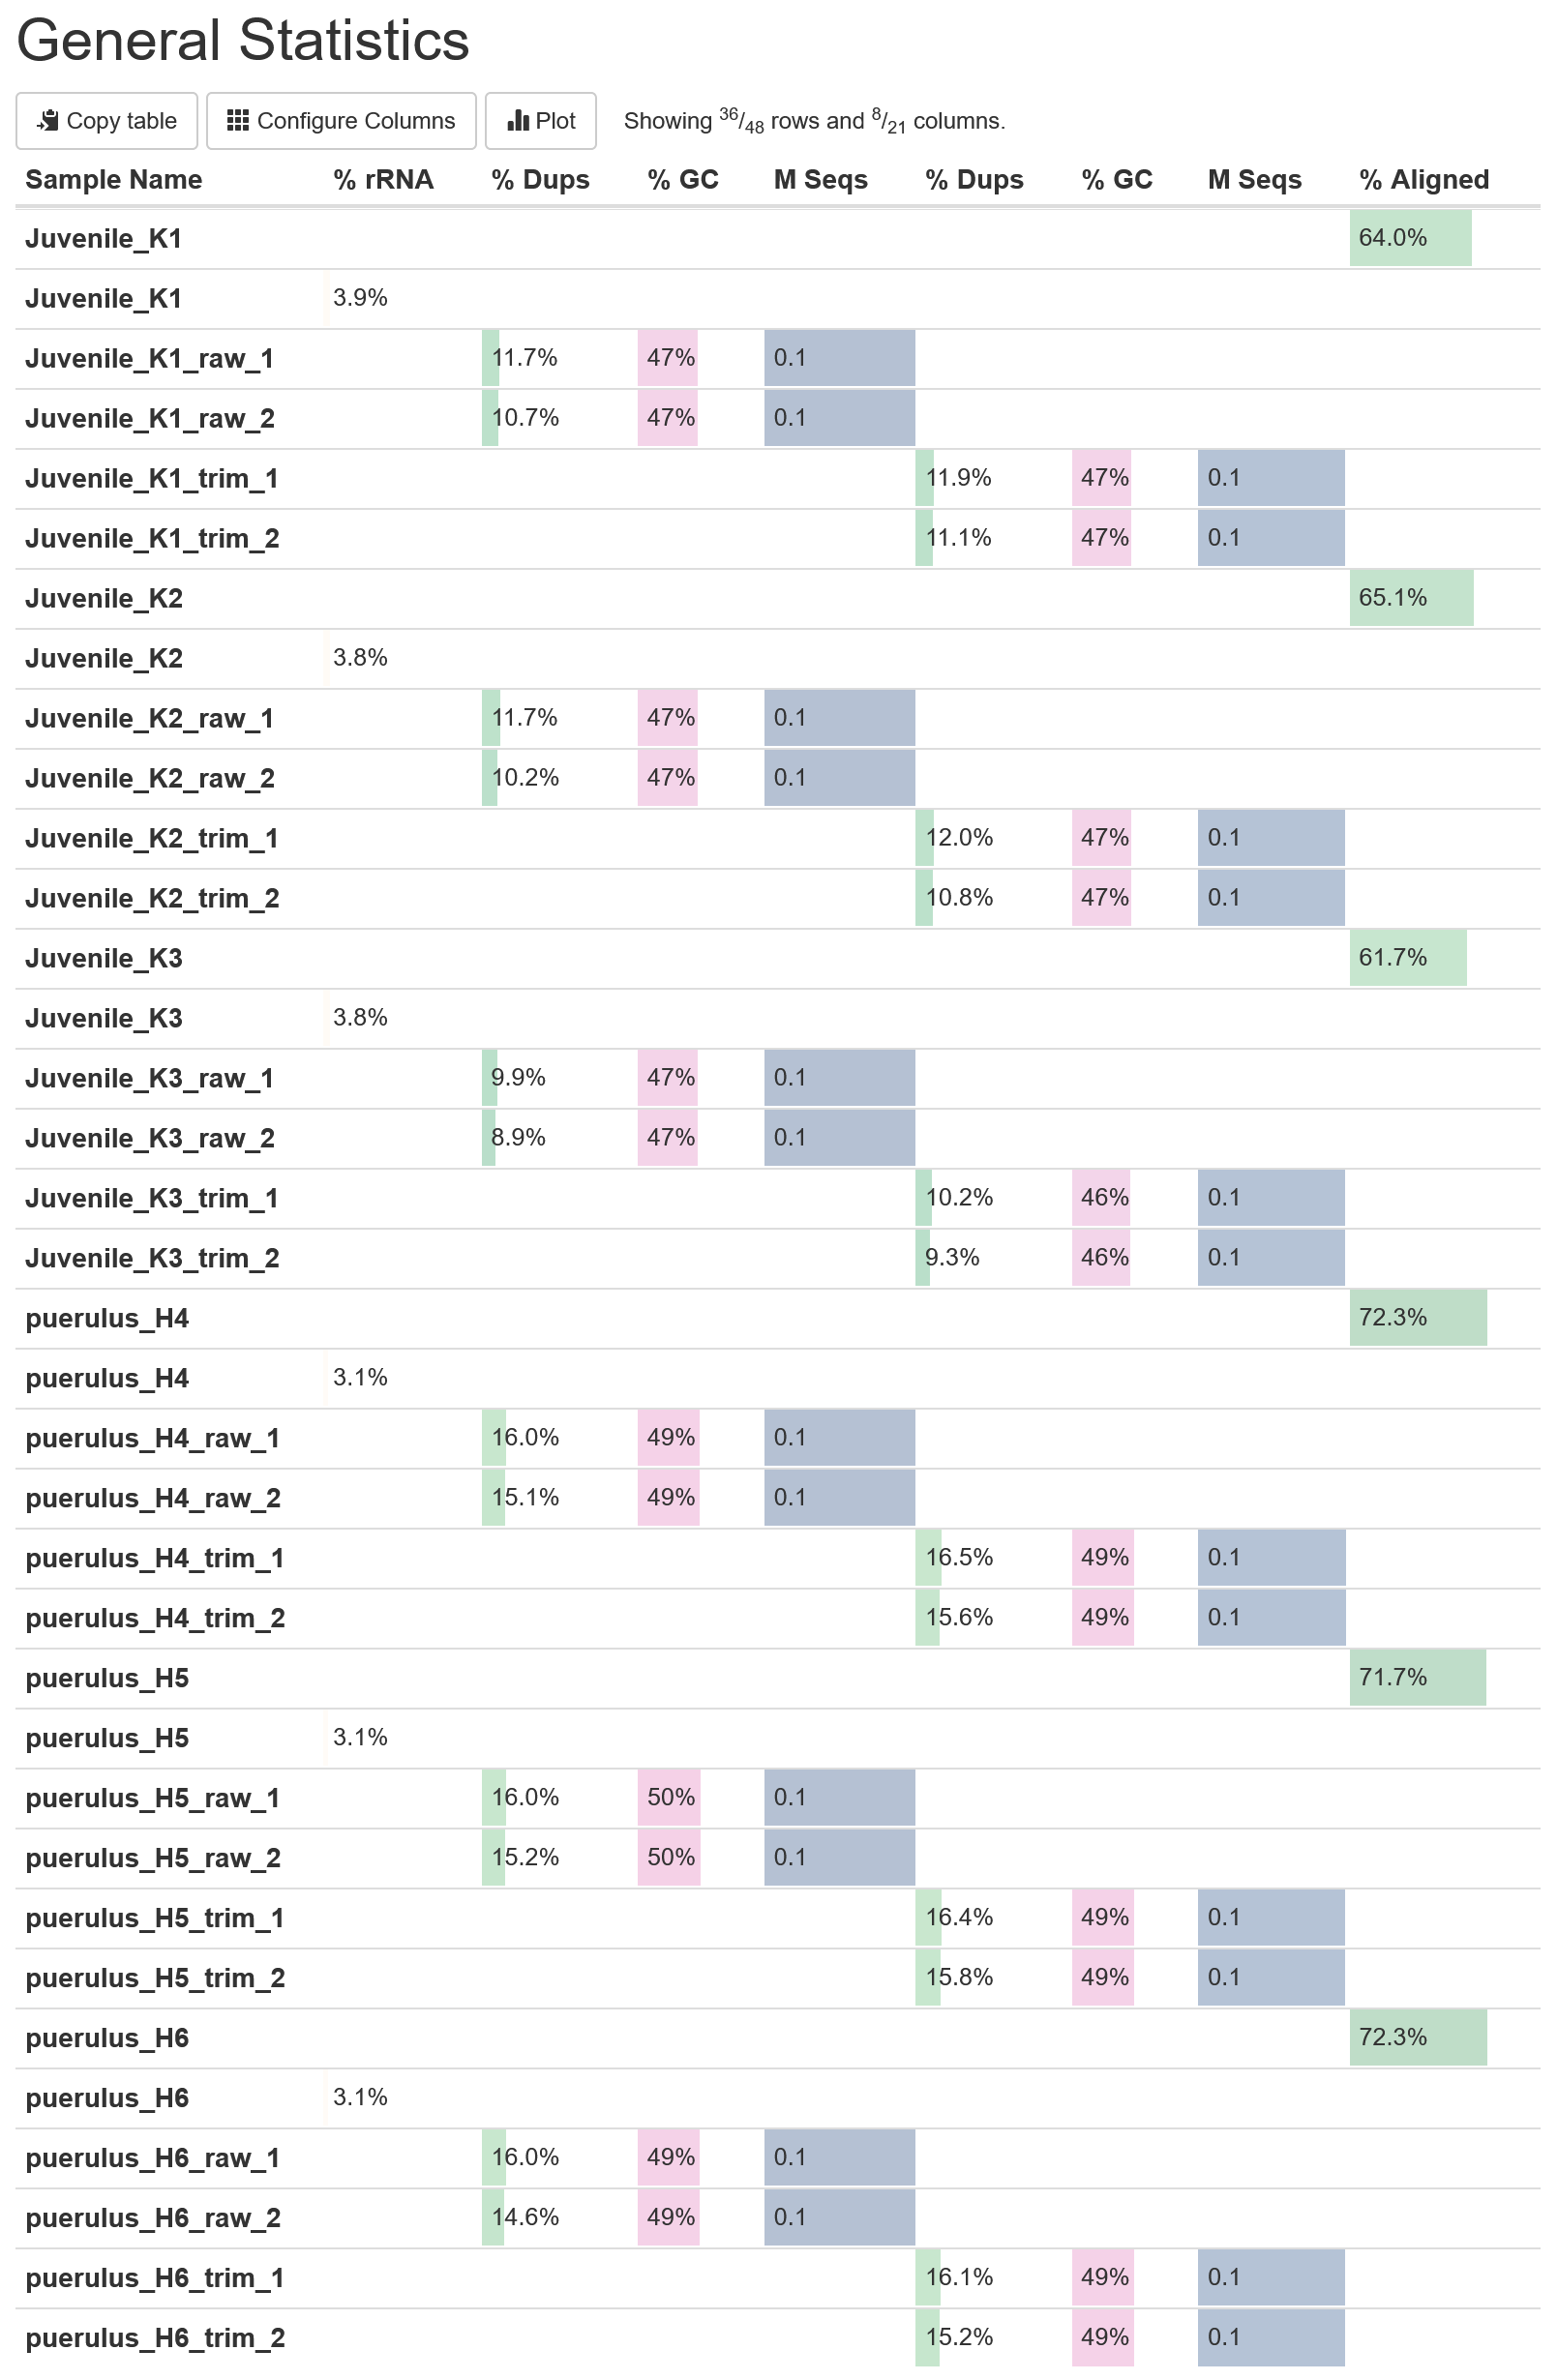 General Statistics
Copy table Configure Columns Plot Showing 36/48 rows and 8/21 columns.
Sample Name % rRNA % Dups % GC M Seqs % Dups % GC M Seqs % Aligned
Juvenile_K1 64.0%
Juvenile_K1 3.9%
Juvenile_K1_raw_1 11.7% 47% 0.1
Juvenile_K1_raw_2 10.7% 47% 0.1
Juvenile_K1_trim_1 11.9% 47% 0.1
Juvenile_K1_trim_2 11.1% 47% 0.1
Juvenile_K2 65.1%
Juvenile_K2 3.8%
Juvenile_K2_raw_1 11.7% 47% 0.1
Juvenile_K2_raw_2 10.2% 47% 0.1
Juvenile_K2_trim_1 12.0% 47% 0.1
Juvenile_K2_trim_2 10.8% 47% 0.1
Juvenile_K3 61.7%
Juvenile_K3 3.8%
Juvenile_K3_raw_1 9.9% 47% 0.1
Juvenile_K3_raw_2 8.9% 47% 0.1
Juvenile_K3_trim_1 10.2% 46% 0.1
Juvenile_K3_trim_2 9.3% 46% 0.1
puerulus_H4 72.3%
puerulus_H4 3.1%
puerulus_H4_raw_1 16.0% 49% 0.1
puerulus_H4_raw_2 15.1% 49% 0.1
puerulus_H4_trim_1 16.5% 49% 0.1
puerulus_H4_trim_2 15.6% 49% 0.1
puerulus_H5 71.7%
puerulus_H5 3.1%
puerulus_H5_raw_1 16.0% 50% 0.1
puerulus_H5_raw_2 15.2% 50% 0.1
puerulus_H5_trim_1 16.4% 49% 0.1
puerulus_H5_trim_2 15.8% 49% 0.1
puerulus_H6 72.3%
puerulus_H6 3.1%
puerulus_H6_raw_1 16.0% 49% 0.1
puerulus_H6_raw_2 14.6% 49% 0.1
puerulus_H6_trim_1 16.1% 49% 0.1
puerulus_H6_trim_2 15.2% 49% 0.1